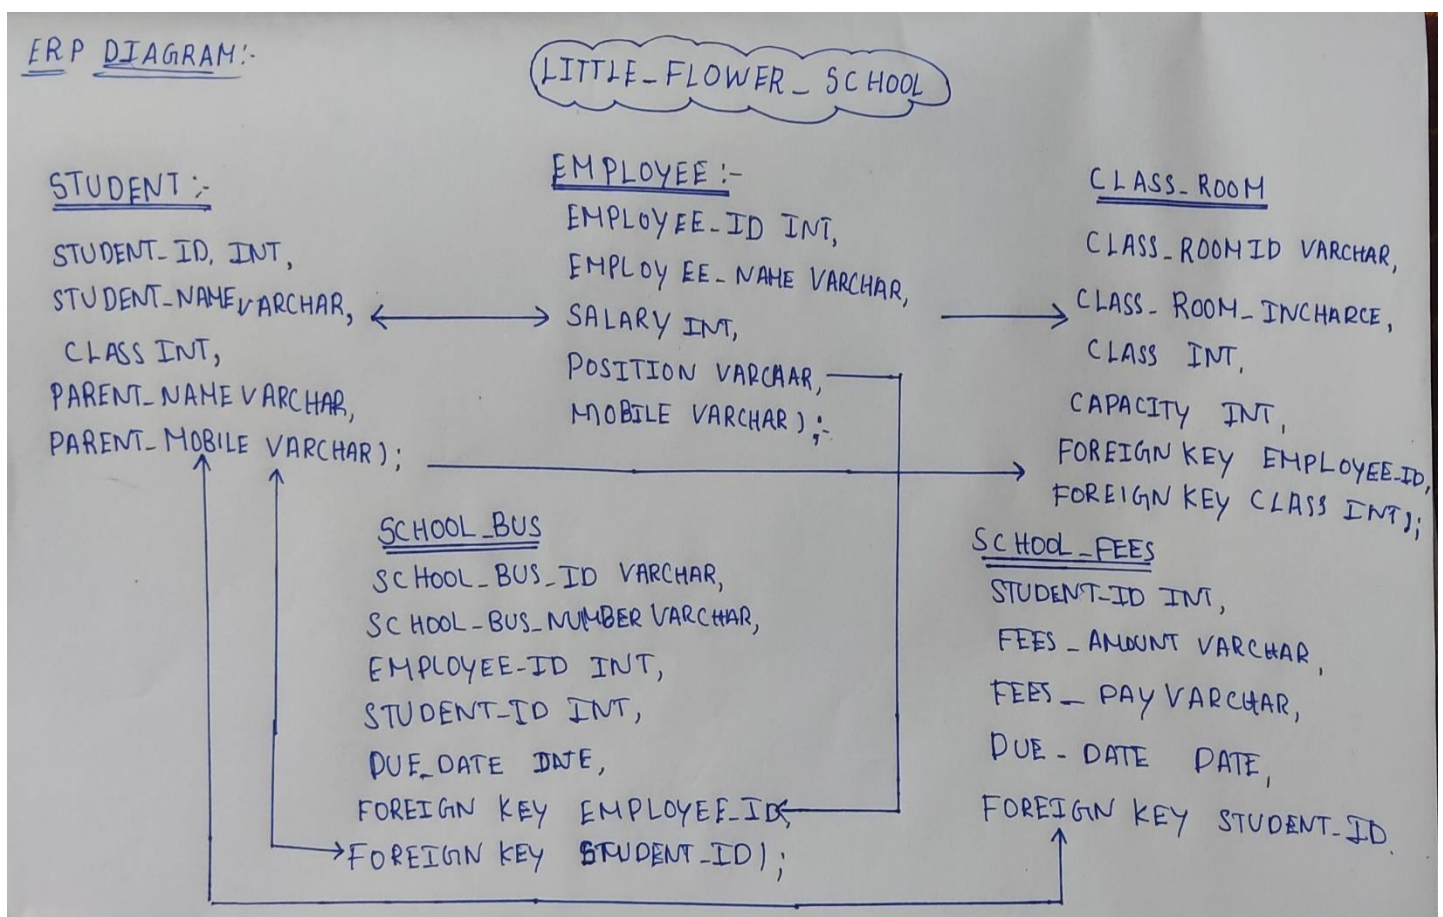 ERP DIAGRAM:-
LITTLE_FLOWER_SCHOOL
STUDENT:-
STUDENT_ID, INT,
STUDENT_NAME VARCHAR,
CLASS INT,
PARENT_NAME VARCHAR,
PARENT_MOBILE VARCHAR);
EMPLOYEE:-
EMPLOYEE_ID INT,
EMPLOYEE_NAME VARCHAR,
SALARY INT,
POSITION VARCHAR,
MOBILE VARCHAR);-
CLASS_ROOM
CLASS_ROOMID VARCHAR,
CLASS_ROOM_INCHARCE,
CLASS INT,
CAPACITY INT,
FOREIGN KEY EMPLOYEE_ID,
FOREIGN KEY CLASS INT);
SCHOOL_BUS
SCHOOL_BUS_ID VARCHAR,
SCHOOL_BUS_NUMBER VARCHAR,
EMPLOYEE_ID INT,
STUDENT_ID INT,
DUE_DATE DATE,
FOREIGN KEY EMPLOYEE_ID,
FOREIGN KEY STUDENT_ID);
SCHOOL_FEES
STUDENT_ID INT,
FEES_AMOUNT VARCHAR,
FEES_PAY VARCHAR,
DUE_DATE DATE,
FOREIGN KEY STUDENT_ID.